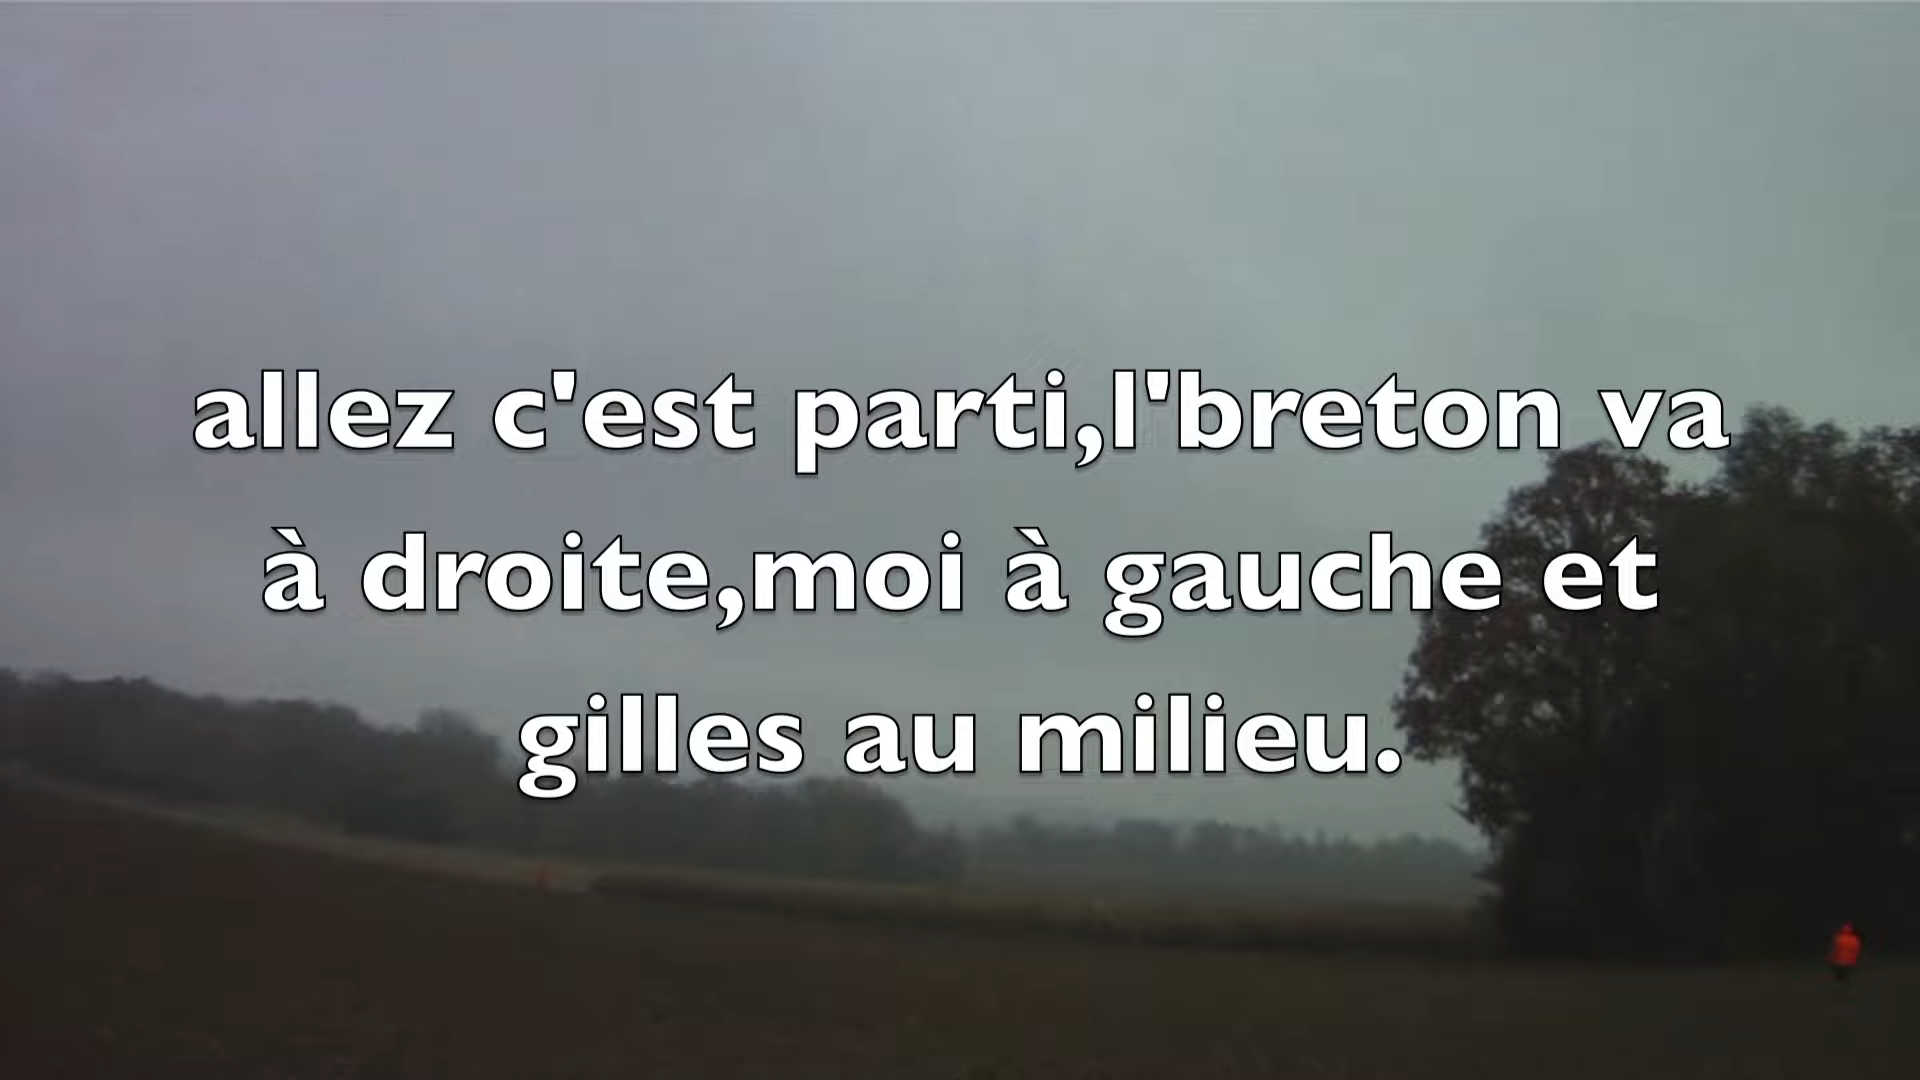 allez c'est parti,l'breton va
à droite,moi à gauche et
gilles au milieu.